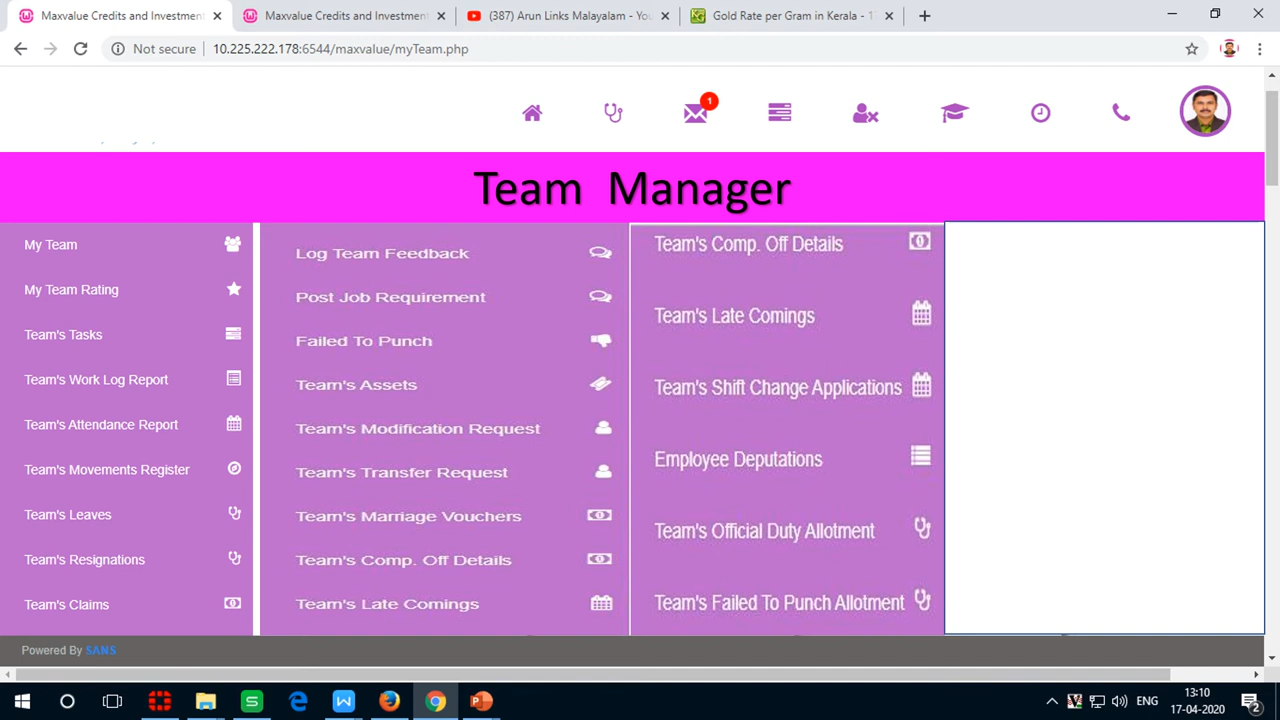 Maxvalue Credits and Investment
Maxvalue Credits and Investment
(387) Arun Links Malayalam - You
Gold Rate per Gram in Kerala - 17
Not secure
10.225.222.178:6544/maxvalue/myTeam.php
1
Team Manager
My Team
My Team Rating
Team's Tasks
Team's Work Log Report
Team's Attendance Report
Team's Movements Register
Team's Leaves
Team's Resignations
Team's Claims
Log Team Feedback
Post Job Requirement
Failed To Punch
Team's Assets
Team's Modification Request
Team's Transfer Request
Team's Marriage Vouchers
Team's Comp. Off Details
Team's Late Comings
Team's Comp. Off Details
Team's Late Comings
Team's Shift Change Applications
Employee Deputations
Team's Official Duty Allotment
Team's Failed To Punch Allotment
Powered By SANS
ENG
13:10
17-04-2020
2